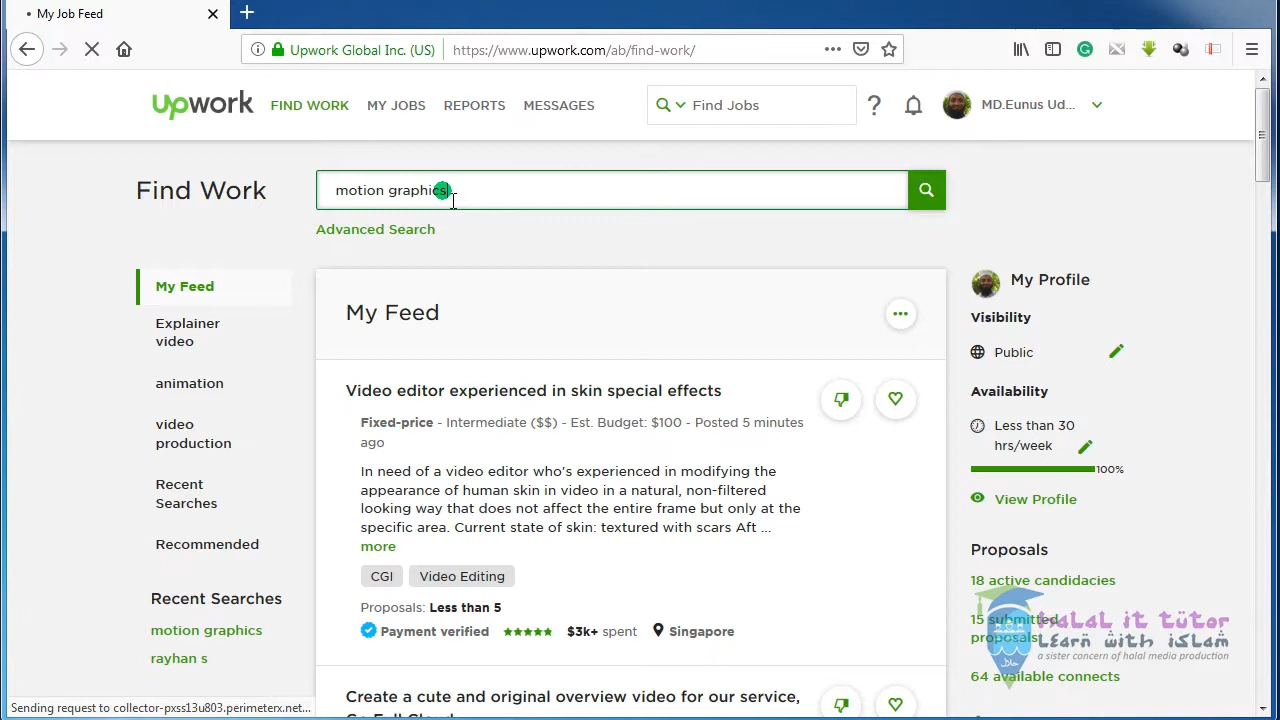 My Job Feed
Upwork Global Inc. (US) https://www.upwork.com/ab/find-work/
upwork FIND WORK MY JOBS REPORTS MESSAGES Find Jobs MD.Eunus Ud...
Find Work
motion graphics
Advanced Search
My Feed
Explainer
video
animation
video
production
Recent
Searches
Recommended
Recent Searches
motion graphics
rayhan s
My Feed
Video editor experienced in skin special effects
Fixed-price - Intermediate ($$) - Est. Budget: $100 - Posted 5 minutes
ago
In need of a video editor who's experienced in modifying the
appearance of human skin in video in a natural, non-filtered
looking way that does not affect the entire frame but only at the
specific area. Current state of skin: textured with scars Aft ...
more
CGI Video Editing
Proposals: Less than 5
Payment verified $3k+ spent Singapore
Create a cute and original overview video for our service,
Go Full Cloud
My Profile
Visibility
Public
Availability
Less than 30
hrs/week
100%
View Profile
Proposals
18 active candidacies
15 submitted
proposals
64 available connects
Halal it tutor
Learn with islam
a sister concern of halal media production
حلال
Sending request to collector-pxss13u803.perimeterx.net...